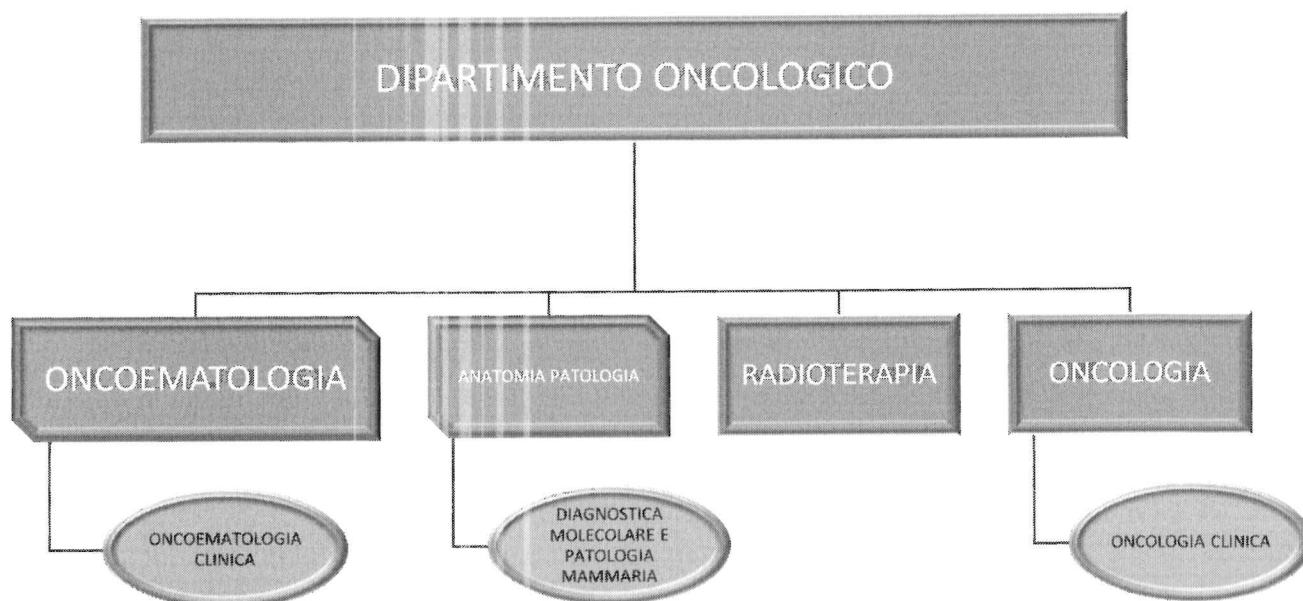 DIPARTIMENTO ONCOLOGICO
ONCOEMATOLOGIA
ANATOMIA PATOLOGIA
RADIOTERAPIA
ONCOLOGIA
ONCOEMATOLOGIA
CLINICA
DIAGNOSTICA
MOLECOLARE E
PATOLOGIA
MAMMARIA
ONCOLOGIA CLINICA